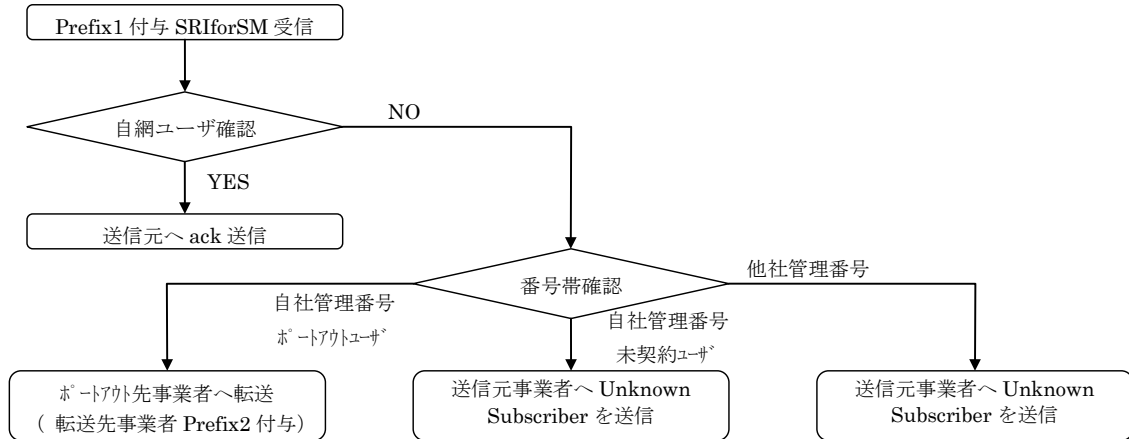 Prefix1 付与 SRIforSM 受信
NO
自網ユーザ確認
YES
送信元へ ack 送信
他社管理番号
番号帯確認
自社管理番号
ﾎﾟｰﾄアウトﾕｰｻﾞ
自社管理番号
未契約ﾕｰｻﾞ
ﾎﾟｰﾄアウト先事業者へ転送
( 転送先事業者 Prefix2 付与)
送信元事業者へ Unknown
Subscriber を送信
送信元事業者へ Unknown
Subscriber を送信